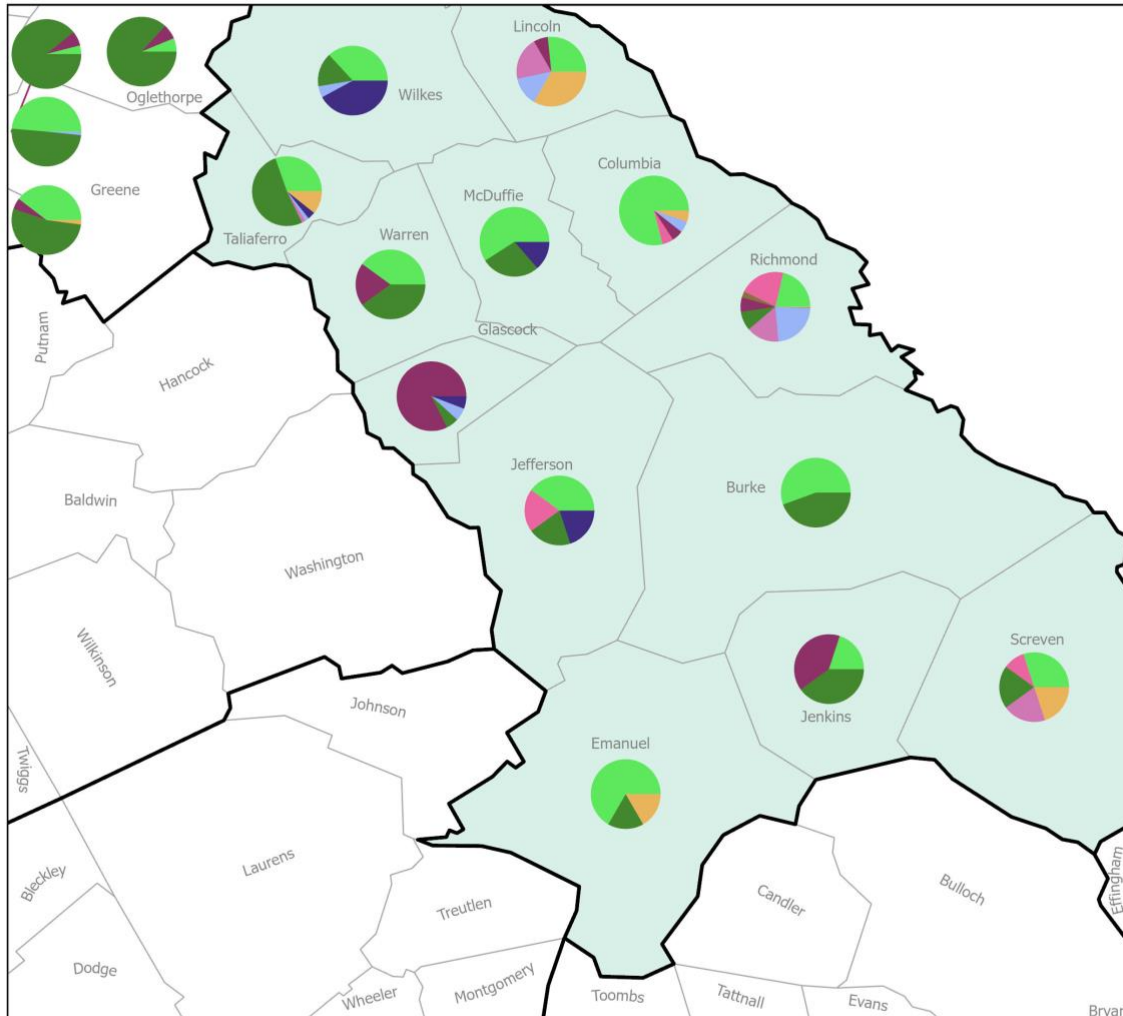 Lincoln
Wilkes
Oglethorpe
Columbia
Greene
McDuffie
Taliaferro
Warren
Richmond
Glascock
Putnam
Hancock
Jefferson
Burke
Baldwin
Washington
Wilkinson
Screven
Johnson
Jenkins
Emanuel
Twiggs
Laurens
Bleckley
Effingham
Bulloch
Candler
Treutlen
Dodge
Montgomery
Wheeler
Toombs
Tattnall
Evans
Bryan